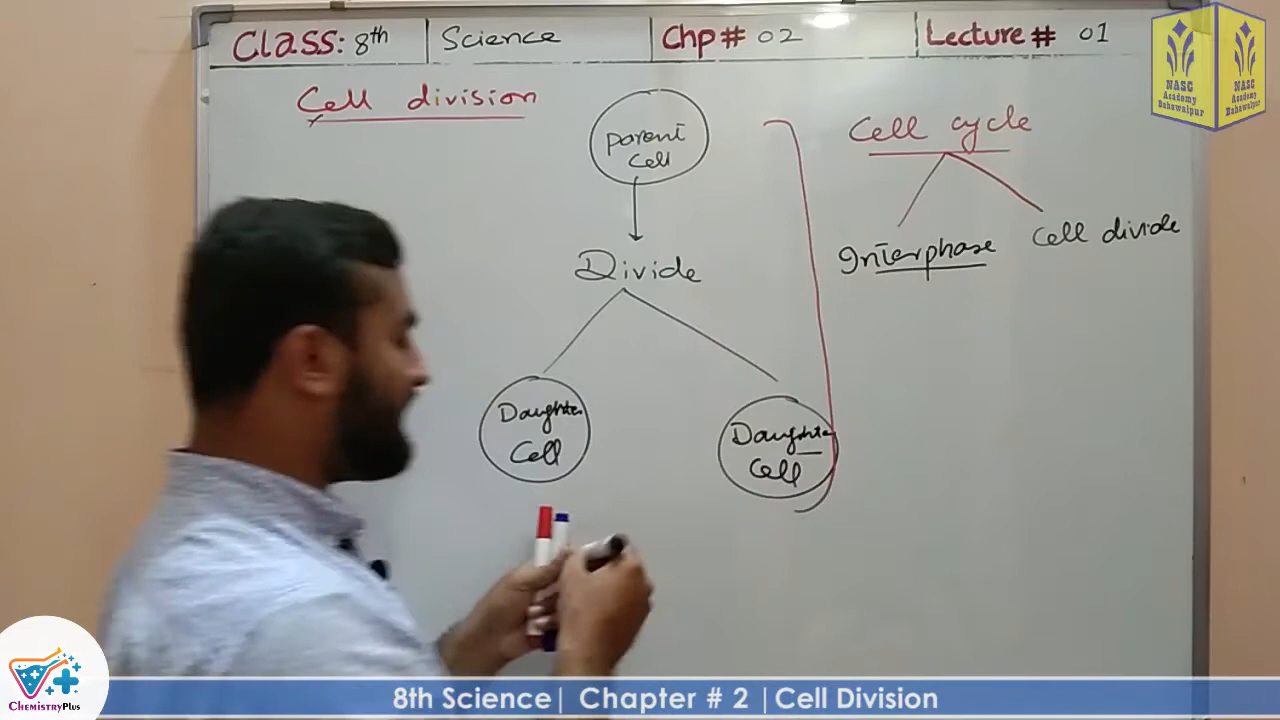 Class: 8th
Science
Chp# 02
Lecture# 01
NASC
Academy
Bahawalpur
NASC
Academy
Bahawalpur
Cell division
Parent
Cell
Divide
Daughter
Cell
Daughte
Cell
Cell cycle
Interphase
Cell divide
ChemistryPlus
8th Science| Chapter # 2 |Cell Division